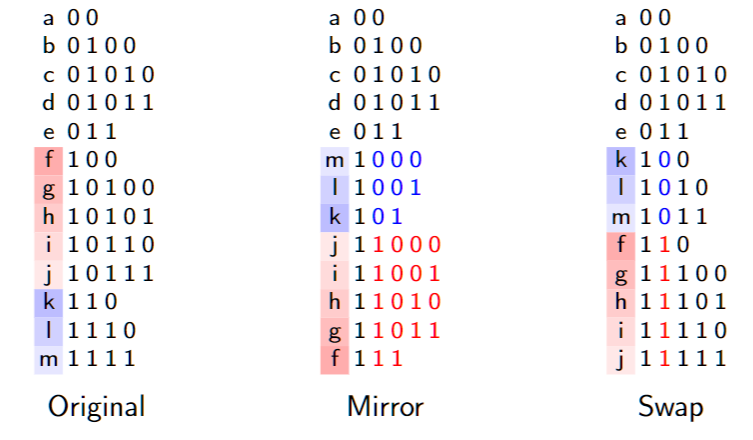 a 0 0 a 0 0 a 0 0
b 0 1 0 0 b 0 1 0 0 b 0 1 0 0
c 0 1 0 1 0 c 0 1 0 1 0 c 0 1 0 1 0
d 0 1 0 1 1 d 0 1 0 1 1 d 0 1 0 1 1
e 0 1 1 e 0 1 1 e 0 1 1
f 1 0 0 m 1 0 0 0 k 1 0 0
g 1 0 1 0 0 l 1 0 0 1 l 1 0 1 0
h 1 0 1 0 1 k 1 0 1 m 1 0 1 1
i 1 0 1 1 0 j 1 1 0 0 0 f 1 1 0
j 1 0 1 1 1 i 1 1 0 0 1 g 1 1 1 0 0
k 1 1 0 h 1 1 0 1 0 h 1 1 1 0 1
l 1 1 1 0 g 1 1 0 1 1 i 1 1 1 1 0
m 1 1 1 1 f 1 1 1 j 1 1 1 1 1
Original Mirror Swap